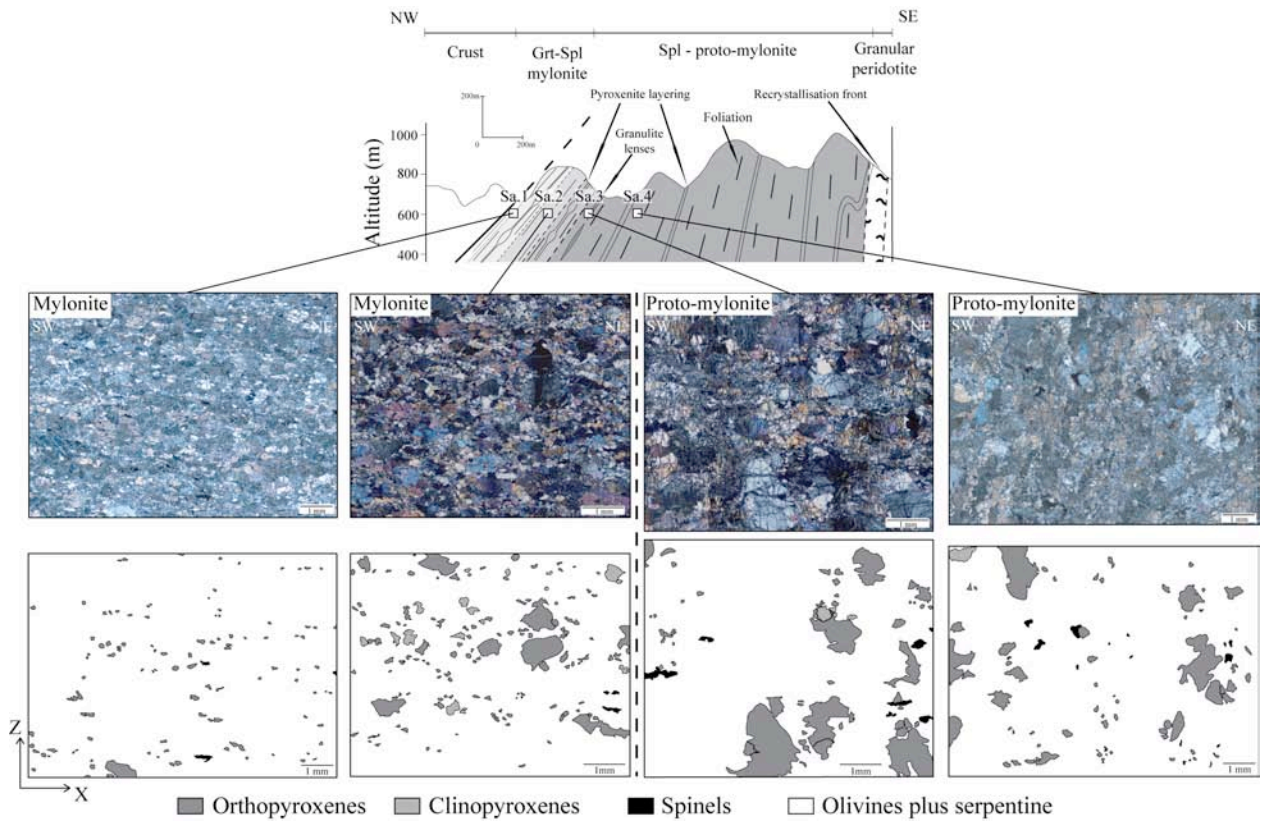 NW SE
Crust Grt-Spl mylonite Spl - proto-mylonite Granular peridotite
Pyroxenite layering Recrystallisation front
200m
0 200m
Granulite lenses
Foliation
Altitude (m)
1000
800
600
400
Sa.1 Sa.2 Sa.3 Sa.4
Mylonite Mylonite Proto-mylonite Proto-mylonite
SW NE SW NE SW NE SW NE
1 mm 1 mm 1 mm 1 mm
1 mm 1mm 1mm 1 mm
Z
X
Orthopyroxenes Clinopyroxenes Spinels Olivines plus serpentine